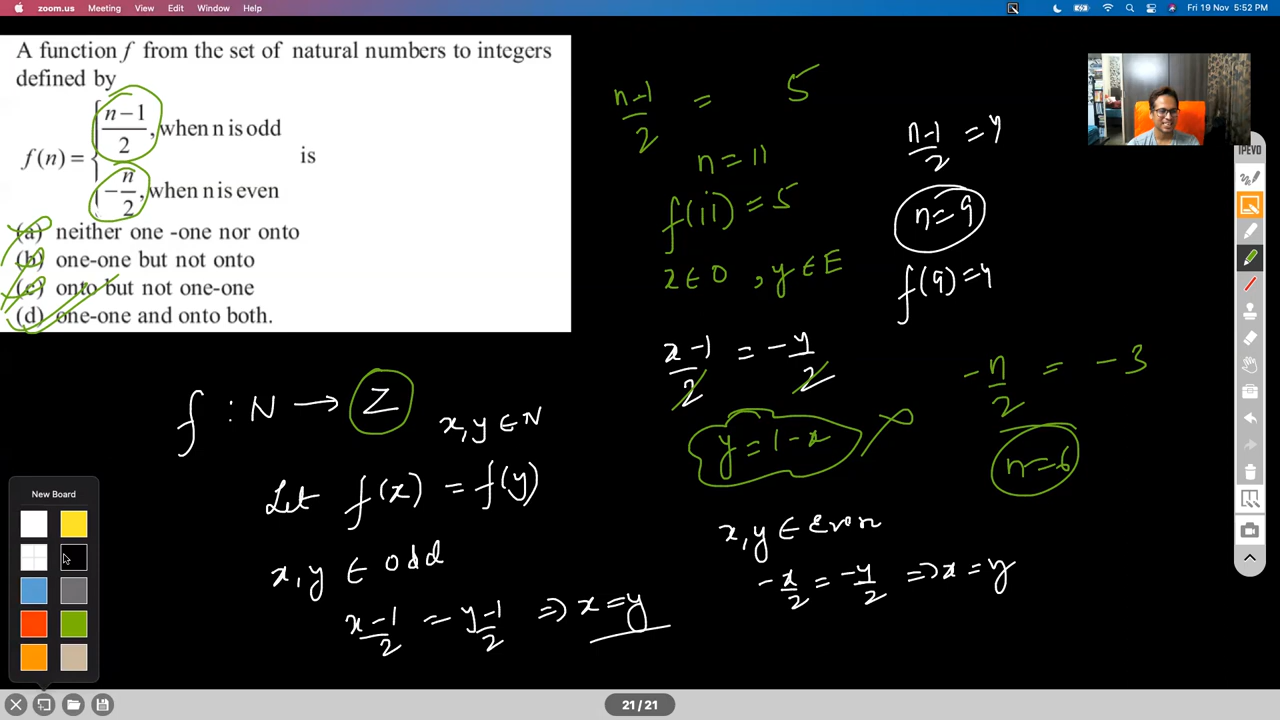 zoom.us Meeting View Edit Window Help
Fri 19 Nov 5:52 PM
A function f from the set of natural numbers to integers
defined by
f(n) = { (n−1)/2, when n is odd
−n/2, when n is even
is
(a) neither one -one nor onto
(b) one-one but not onto
(c) onto but not one-one
(d) one-one and onto both.
f : N → Z
x, y ∈ N
Let f(x) = f(y)
x, y ∈ Odd
(x−1)/2 = (y−1)/2 ⇒ x = y
(n−1)/2 = 5
n = 11
f(11) = 5
x ∈ O, y ∈ E
(x−1)/2 = −y/2
y = 1−x
x, y ∈ Even
−x/2 = −y/2 ⇒ x = y
(n−1)/2 = 4
n = 9
f(9) = 4
−n/2 = −3
n = 6
IPEVO
New Board
21 / 21